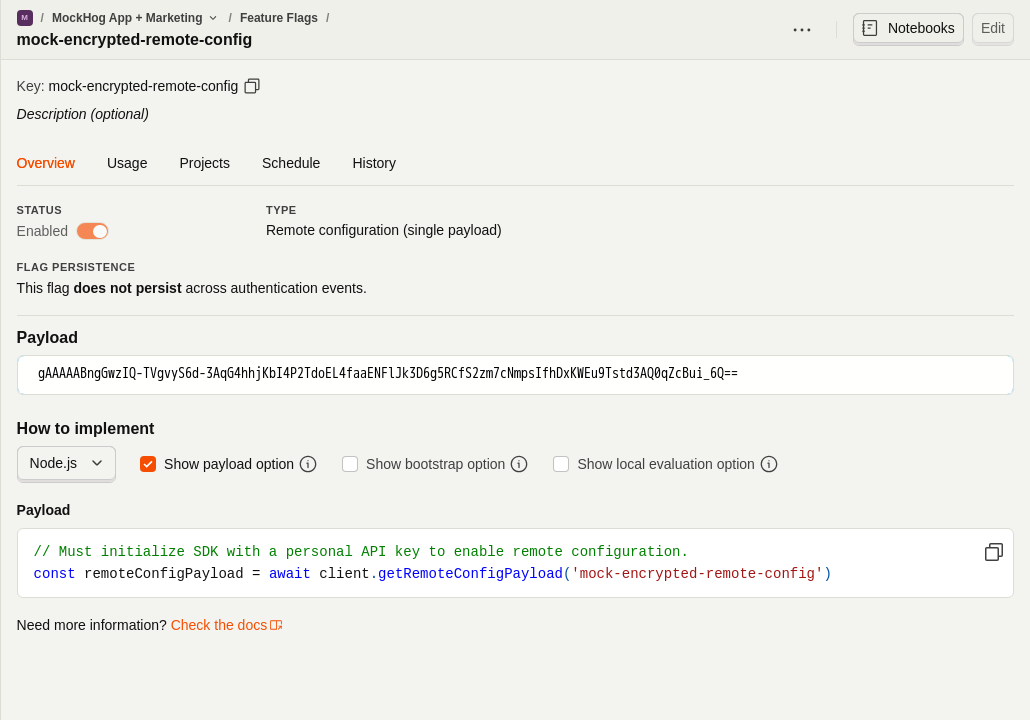 M / MockHog App + Marketing / Feature Flags /
mock-encrypted-remote-config
Notebooks
Edit
Key: mock-encrypted-remote-config
Description (optional)
Overview Usage Projects Schedule History
STATUS
TYPE
Enabled
Remote configuration (single payload)
FLAG PERSISTENCE
This flag does not persist across authentication events.
Payload
gAAAAABngGwzIQ-TVgvyS6d-3AqG4hhjKbI4P2TdoEL4faaENFlJk3D6g5RCfS2zm7cNmpsIfhDxKWEu9Tstd3AQ0qZcBui_6Q==
How to implement
Node.js Show payload option Show bootstrap option Show local evaluation option
Payload
// Must initialize SDK with a personal API key to enable remote configuration.
const remoteConfigPayload = await client.getRemoteConfigPayload('mock-encrypted-remote-config')
Need more information? Check the docs